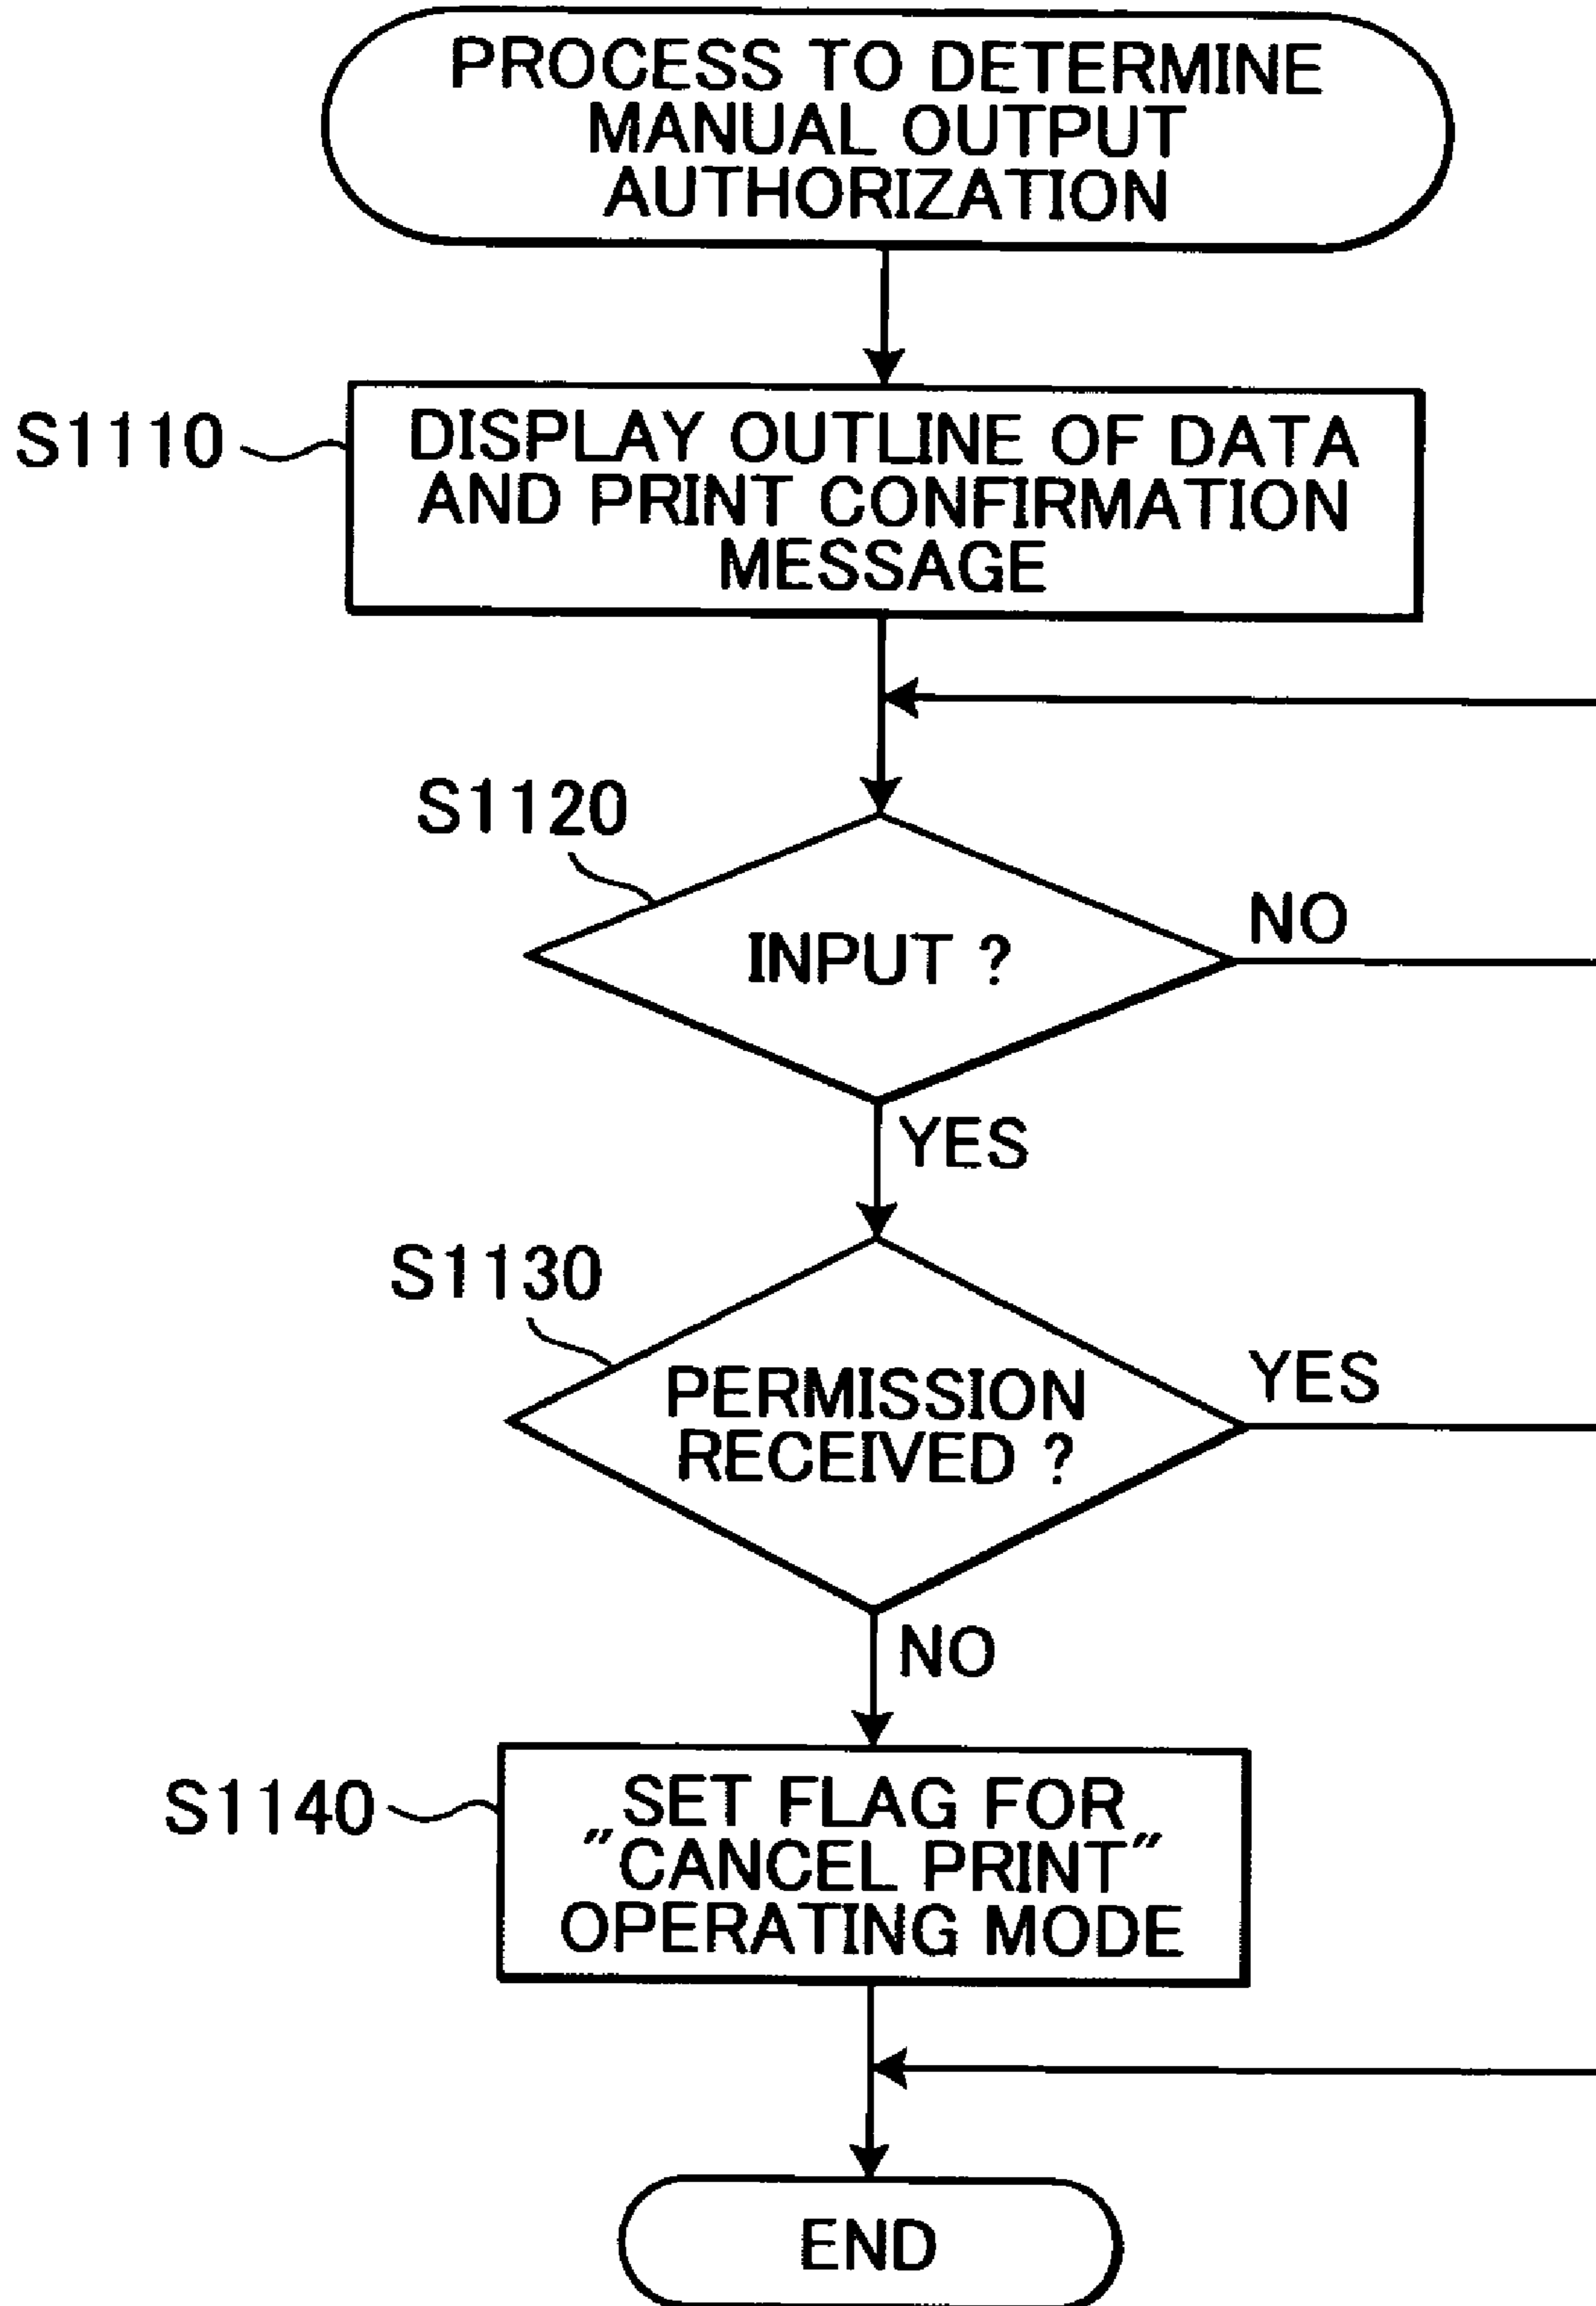 PROCESS TO DETERMINE
MANUAL OUTPUT
AUTHORIZATION
S1110
DISPLAY OUTLINE OF DATA
AND PRINT CONFIRMATION
MESSAGE
S1120
INPUT ?
NO
YES
S1130
PERMISSION
RECEIVED ?
YES
NO
S1140
SET FLAG FOR
"CANCEL PRINT"
OPERATING MODE
END